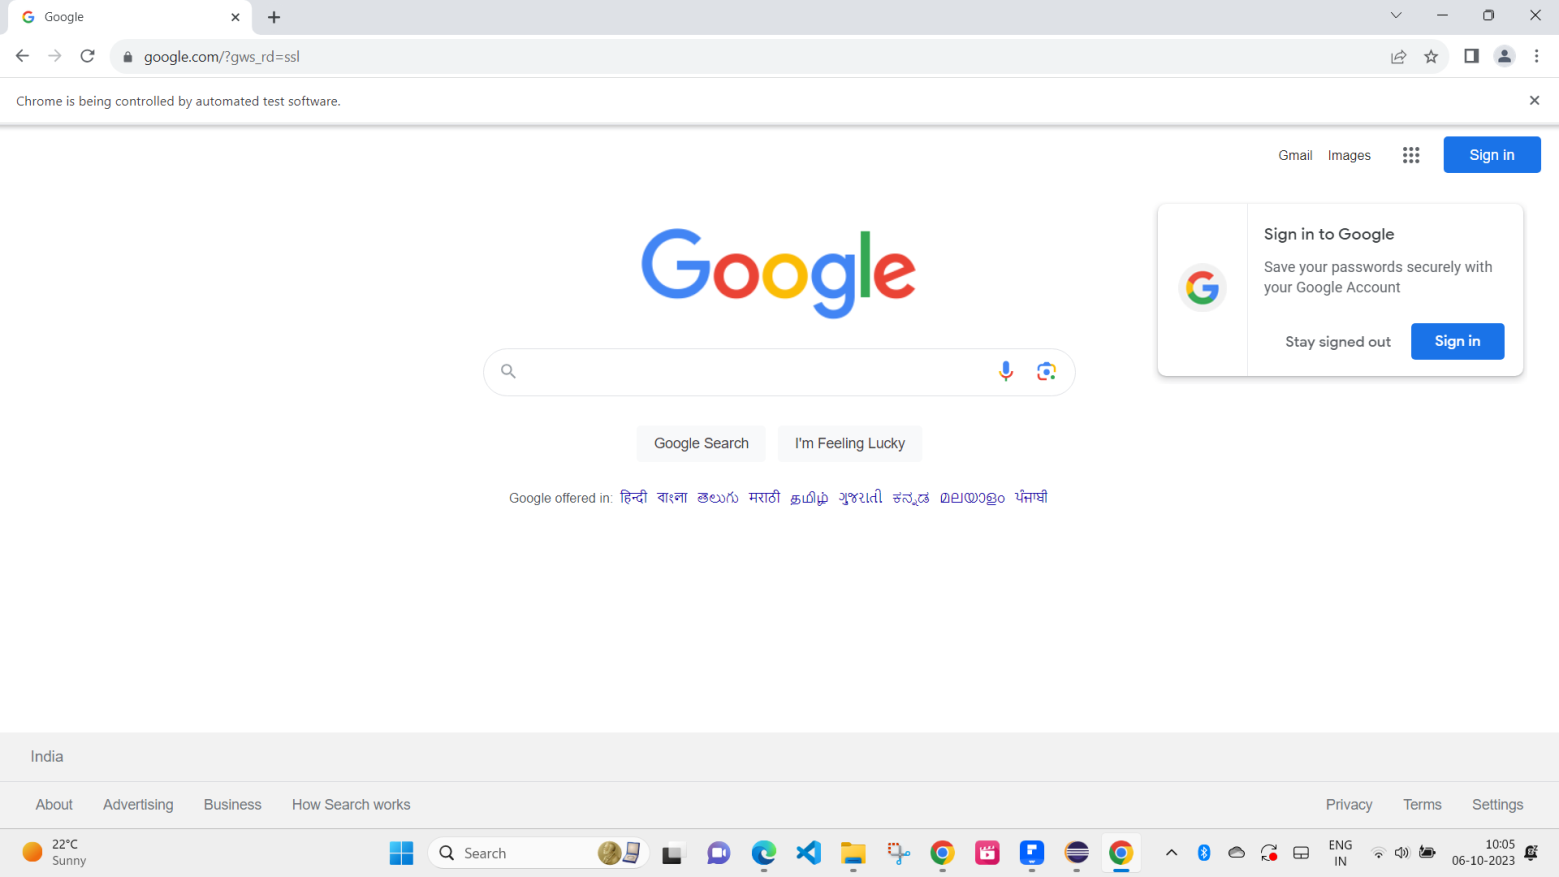 Google
google.com/?gws_rd=ssl
Chrome is being controlled by automated test software.
Gmail Images Sign in
Sign in to Google
Save your passwords securely with
your Google Account
Stay signed out Sign in
Google
Google Search I'm Feeling Lucky
Google offered in: हिन्दी বাংলা తెలుగు मराठी தமிழ் ગુજરાતી ಕನ್ನಡ മലയാളം ਪੰਜਾਬੀ
India
About Advertising Business How Search works Privacy Terms Settings
22°C
Sunny
Search
ENG
IN
10:05
06-10-2023